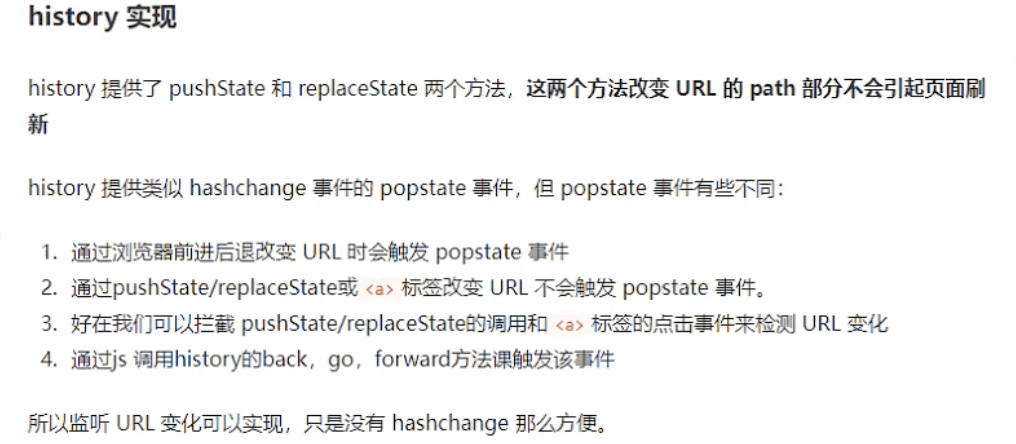 history 实现
history 提供了 pushState 和 replaceState 两个方法，这两个方法改变 URL 的 path 部分不会引起页面刷
新
history 提供类似 hashchange 事件的 popstate 事件，但 popstate 事件有些不同：
1. 通过浏览器前进后退改变 URL 时会触发 popstate 事件
2. 通过pushState/replaceState或 <a> 标签改变 URL 不会触发 popstate 事件。
3. 好在我们可以拦截 pushState/replaceState的调用和 <a> 标签的点击事件来检测 URL 变化
4. 通过js 调用history的back，go，forward方法课触发该事件
所以监听 URL 变化可以实现，只是没有 hashchange 那么方便。